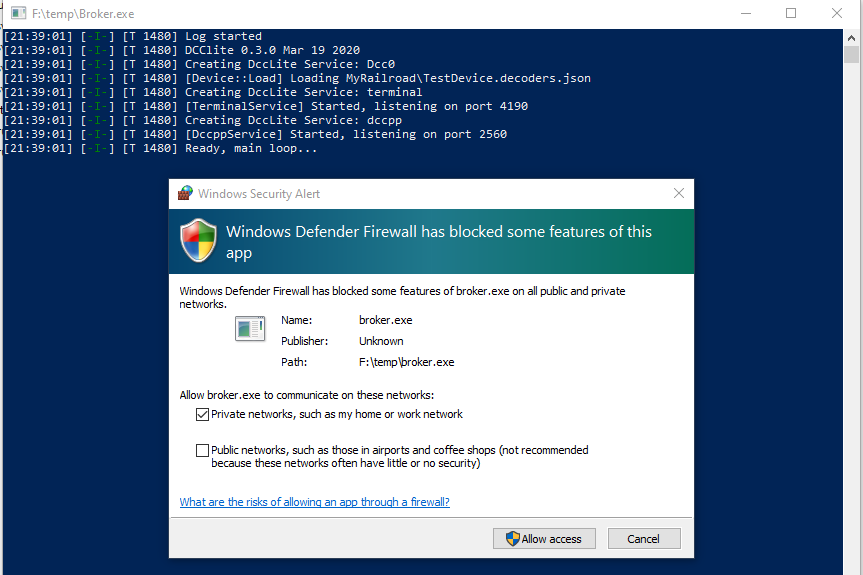 F:\temp\Broker.exe
[21:39:01] [-I-] [T 1480] Log started
[21:39:01] [-I-] [T 1480] DCClite 0.3.0 Mar 19 2020
[21:39:01] [-I-] [T 1480] Creating DccLite Service: Dcc0
[21:39:01] [-I-] [T 1480] [Device::Load] Loading MyRailroad\TestDevice.decoders.json
[21:39:01] [-I-] [T 1480] Creating DccLite Service: terminal
[21:39:01] [-I-] [T 1480] [TerminalService] Started, listening on port 4190
[21:39:01] [-I-] [T 1480] Creating DccLite Service: dccpp
[21:39:01] [-I-] [T 1480] [DccppService] Started, listening on port 2560
[21:39:01] [-I-] [T 1480] Ready, main loop...
Windows Security Alert
Windows Defender Firewall has blocked some features of this
app
Windows Defender Firewall has blocked some features of broker.exe on all public and private
networks.
Name: broker.exe
Publisher: Unknown
Path: F:\temp\broker.exe
Allow broker.exe to communicate on these networks:
Private networks, such as my home or work network
Public networks, such as those in airports and coffee shops (not recommended
because these networks often have little or no security)
What are the risks of allowing an app through a firewall?
Allow access Cancel